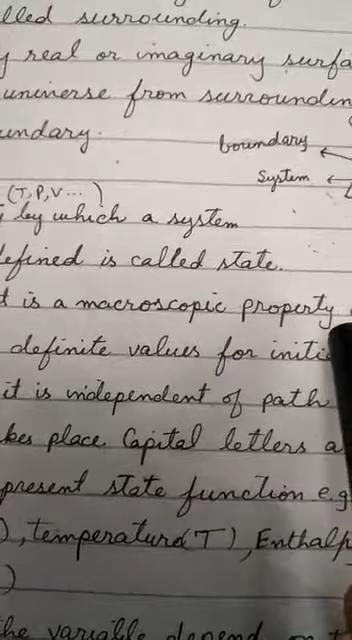 lled surrounding.
y real or imaginary surfa
universe from surroundin
undary.
boundary
System
(T, P, V ... )
by which a system
defined is called state.
t is a macroscopic property
definite values for initi
it is independent of path
kes place. Capital letters a
present state function e.g
), temperature(T), Enthalp
)
the variable depend on t